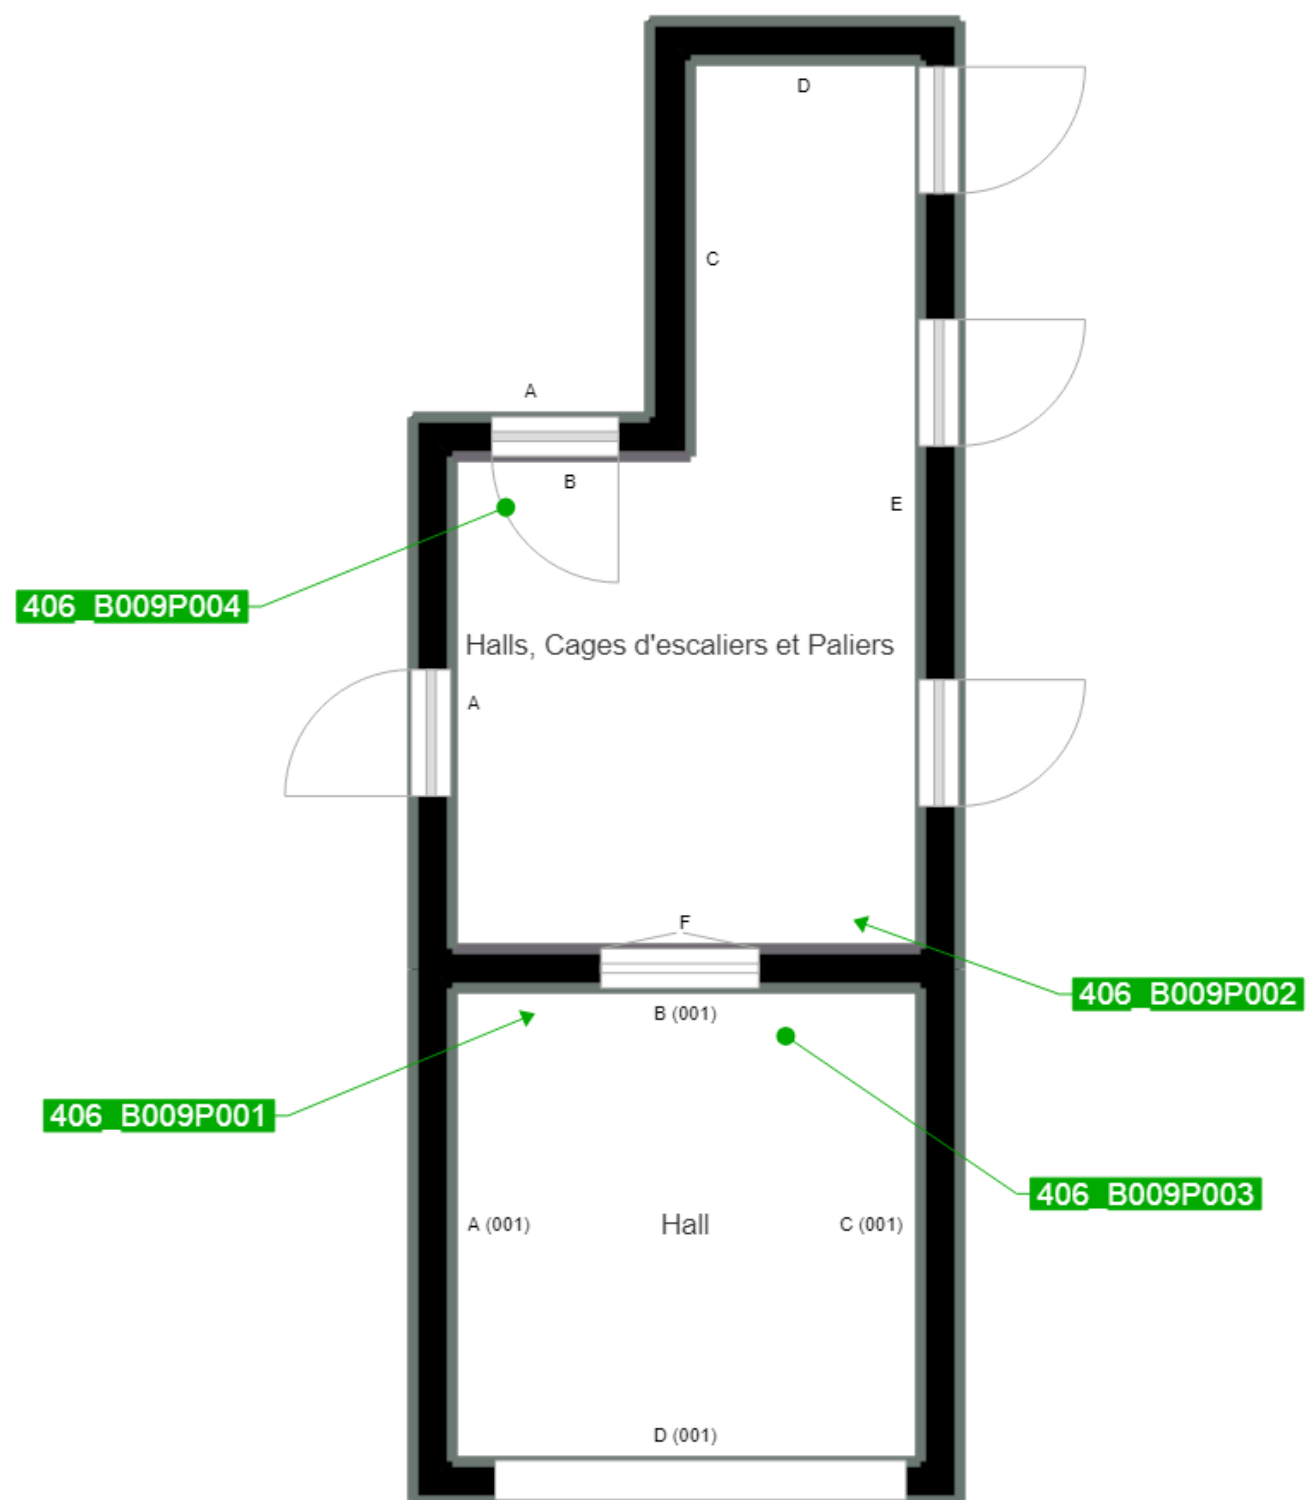 D
C
A
B
E
406_B009P004
Halls, Cages d'escaliers et Paliers
A
F
406_B009P002
B (001)
406_B009P001
406_B009P003
A (001)
Hall
C (001)
D (001)